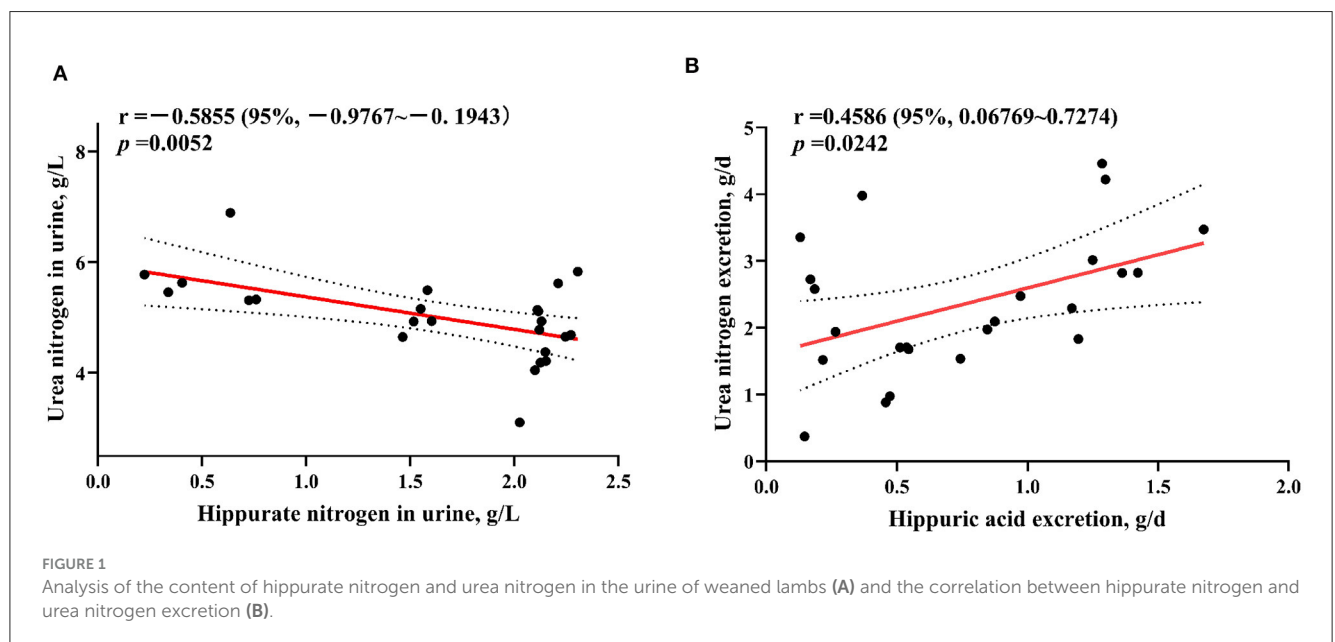 A
r =−0.5855 (95%, −0.9767~−0. 1943)
p =0.0052
Urea nitrogen in urine, g/L
8
6
4
0.0 0.5 1.0 1.5 2.0 2.5
Hippurate nitrogen in urine, g/L
B
r =0.4586 (95%, 0.06769~0.7274)
p =0.0242
Urea nitrogen excretion, g/d
5
4
3
2
1
0
0.0 0.5 1.0 1.5 2.0
Hippuric acid excretion, g/d
FIGURE 1
Analysis of the content of hippurate nitrogen and urea nitrogen in the urine of weaned lambs (A) and the correlation between hippurate nitrogen and
urea nitrogen excretion (B).